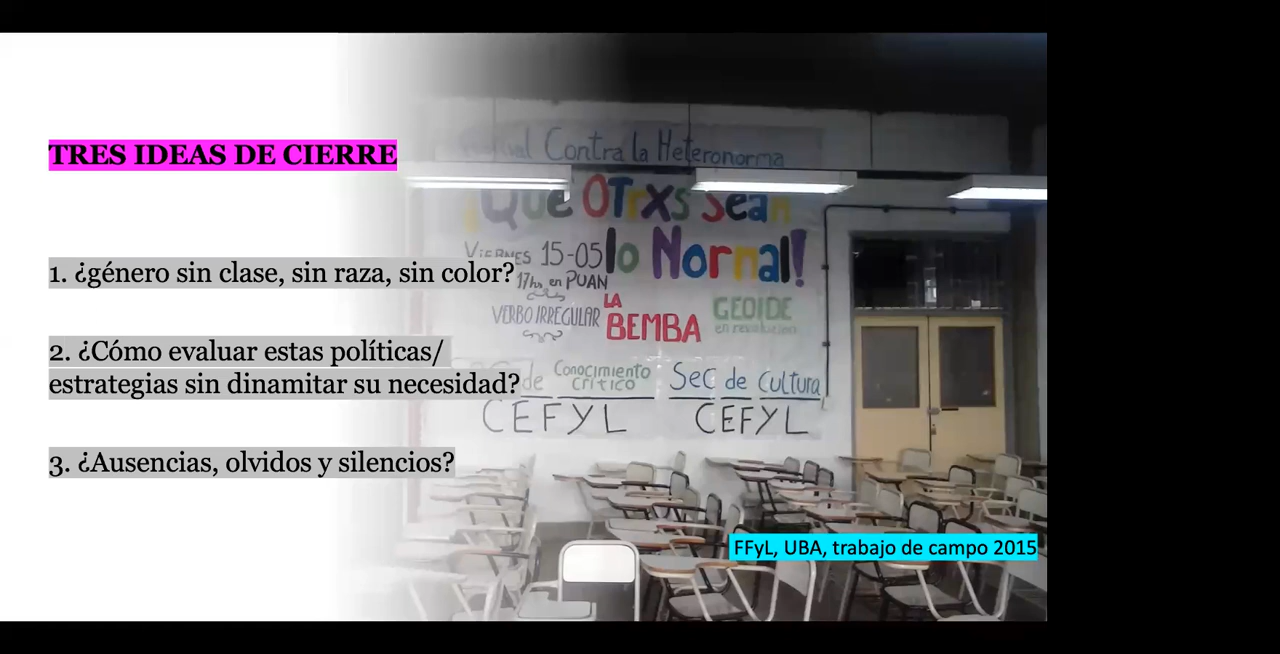 TRES IDEAS DE CIERRE
1. ¿género sin clase, sin raza, sin color?
2. ¿Cómo evaluar estas políticas/
estrategias sin dinamitar su necesidad?
3. ¿Ausencias, olvidos y silencios?
Contra la Heteronorma
¡Que OTrXs Sean
lo Normal!
Viernes 15-05
17hs en PUAN
VERBO IRREGULAR
LA
BEMBA
GEOIDE
en revolución
de Conocimiento
crítico
Sec de Cultura
CEFYL
CEFYL
FFyL, UBA, trabajo de campo 2015